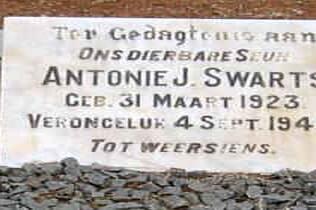 Ter Gedagtenis aan
ONS DIERBARE SEUN
ANTONIE J. SWARTS
GEB. 31 MAART 1923.
VERONGELUK 4 SEPT. 194
TOT WEERSIENS.